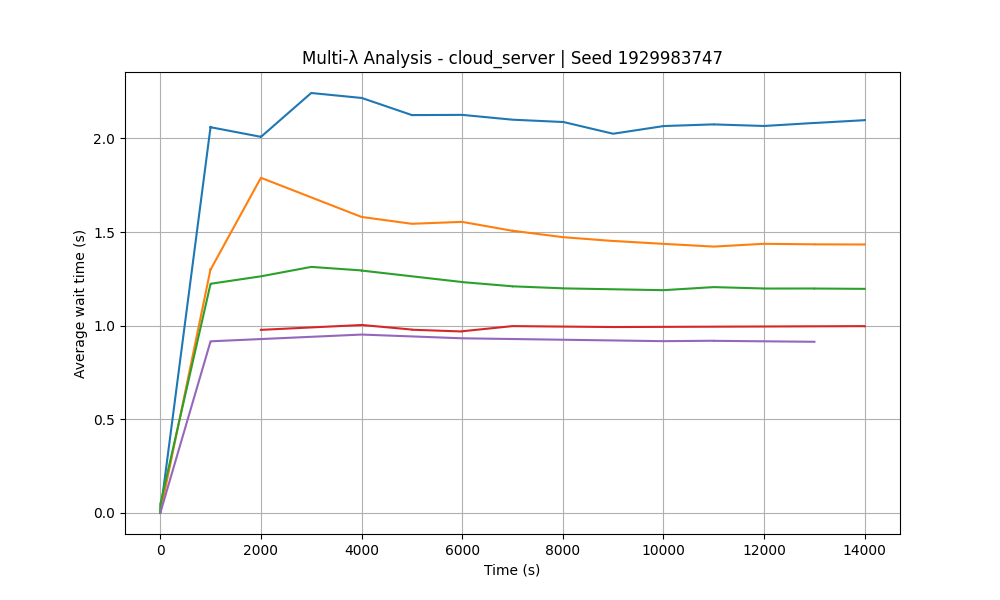 Multi-λ Analysis - cloud_server | Seed 1929983747
Average wait time (s)
2.0
1.5
1.0
0.5
0.0
0 2000 4000 6000 8000 10000 12000 14000
Time (s)